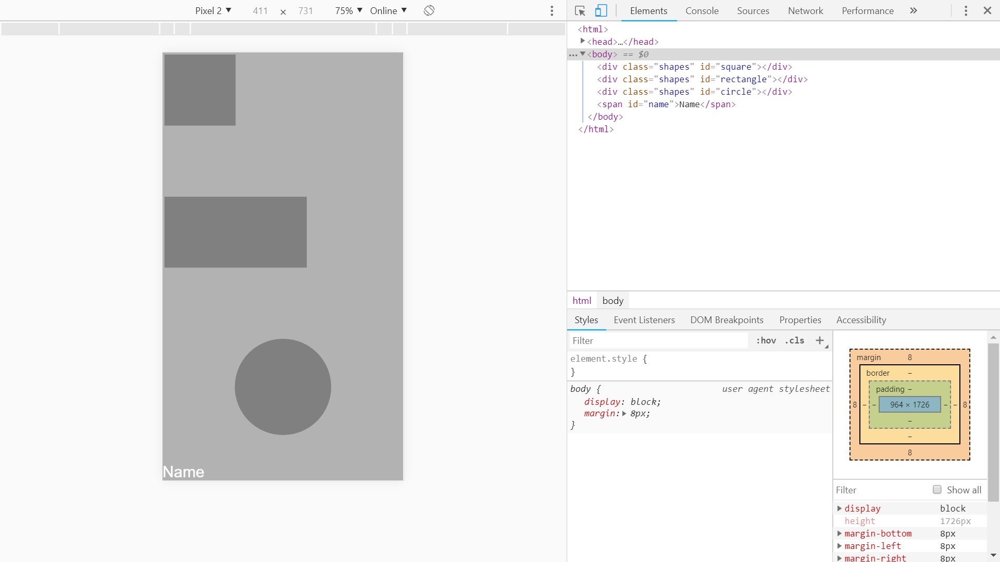 Pixel 2 ▼ 411 × 731 75% ▼ Online ▼
Elements Console Sources Network Performance »
<html>
<head>…</head>
<body> == $0
<div class="shapes" id="square"></div>
<div class="shapes" id="rectangle"></div>
<div class="shapes" id="circle"></div>
<span id="name">Name</span>
</body>
</html>
Name
html body
Styles Event Listeners DOM Breakpoints Properties Accessibility
Filter :hov .cls +
element.style {
}
body { user agent stylesheet
display: block;
margin: 8px;
}
margin 8
border –
padding –
8 – – 964 × 1726 – – 8
–
–
8
Filter Show all
display block
height 1726px
margin-bottom 8px
margin-left 8px
margin-right 8px